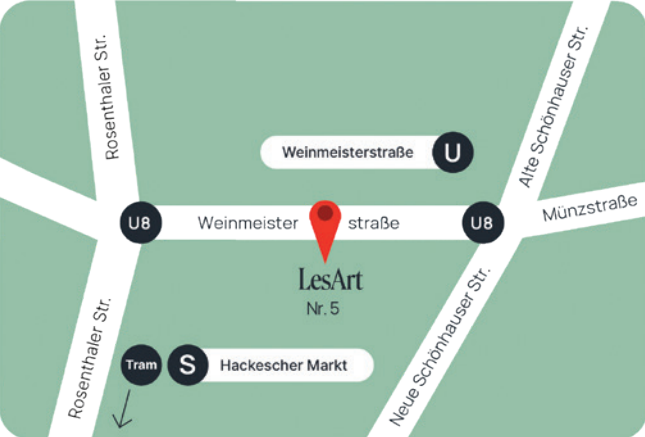 Rosenthaler Str.
Alte Schönhauser Str.
Weinmeisterstraße U
U8 Weinmeister straße U8
Münzstraße
LesArt
Nr. 5
Rosenthaler Str.
Neue Schönhauser Str.
Tram S Hackescher Markt